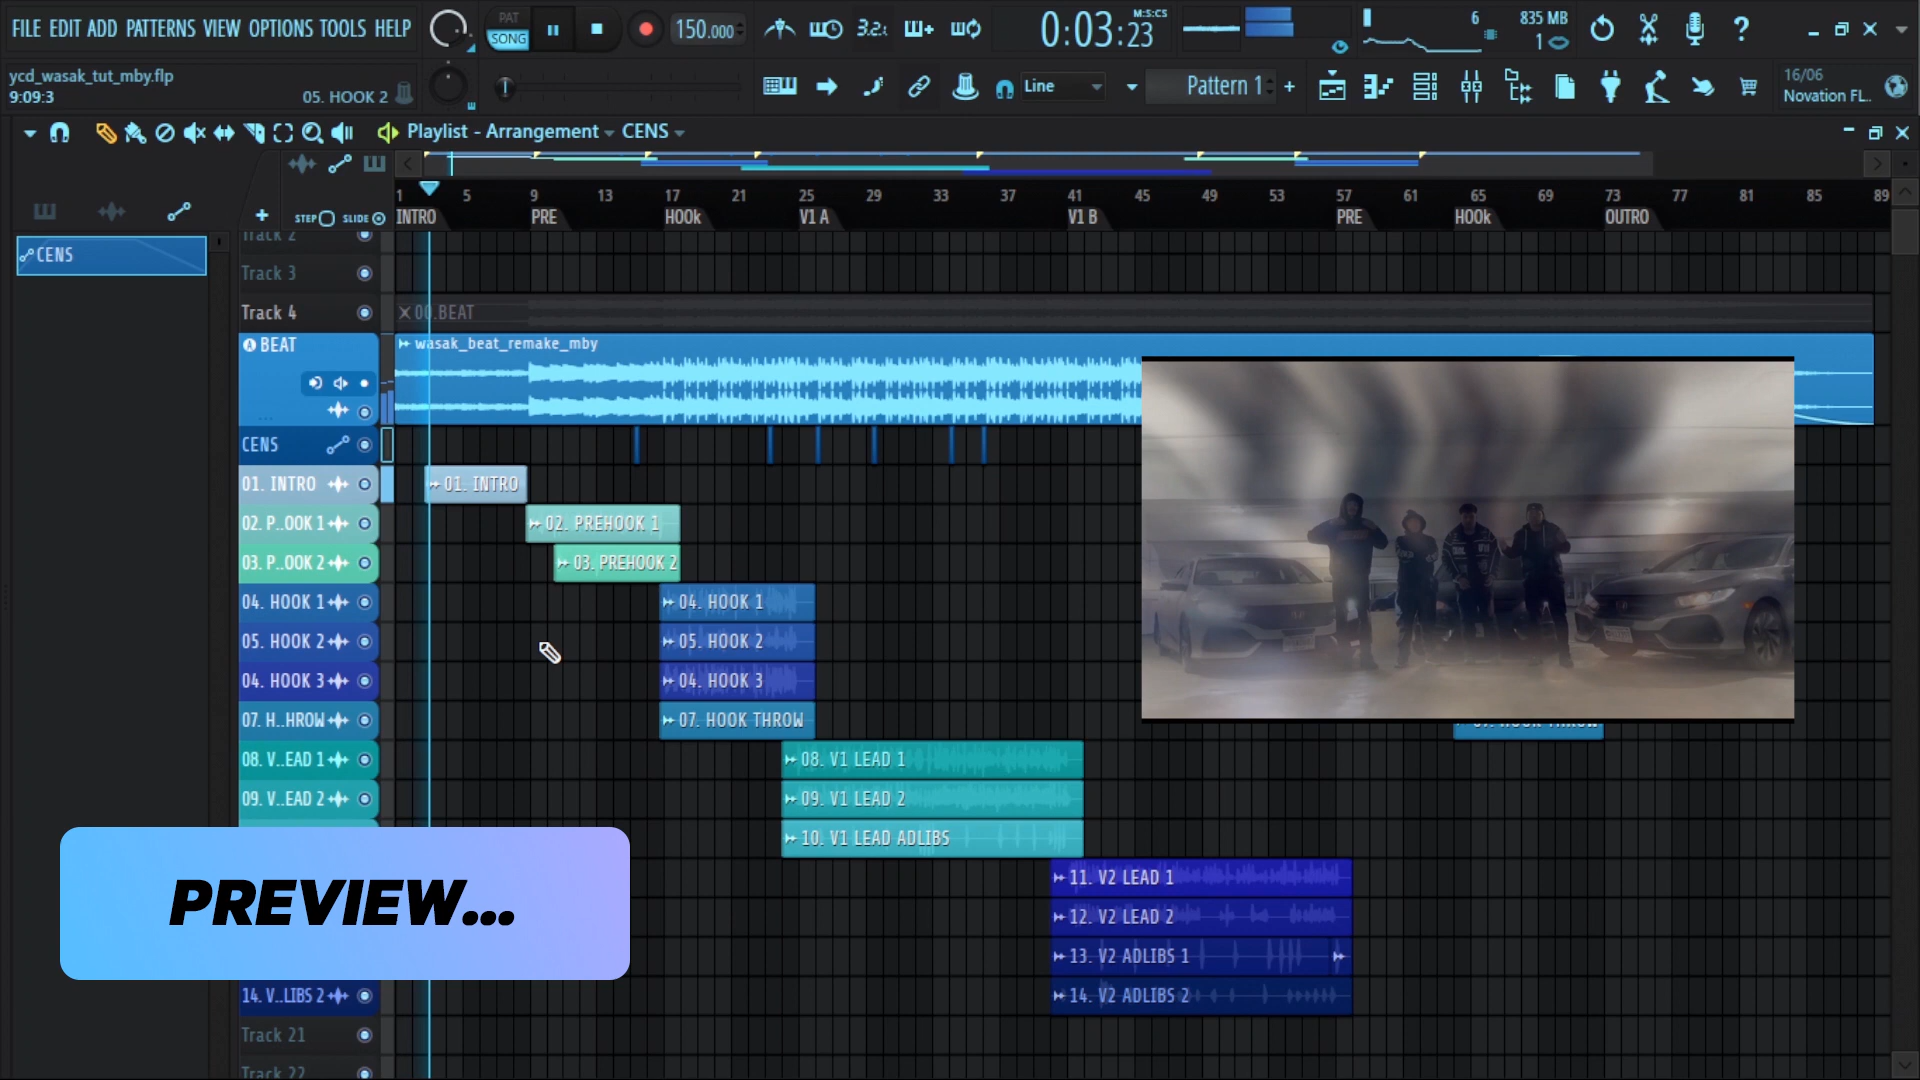 FILE EDIT ADD PATTERNS VIEW OPTIONS TOOLS HELP
PAT
SONG
150.000
3.2.
0:03:23
M:S:CS
6
835 MB
1
ycd_wasak_tut_mby.flp
9:09:3
05. HOOK 2
Line
Pattern 1
16/06
Novation FL..
Playlist - Arrangement
CENS
STEP
SLIDE
1 5 9 13 17 21 25 29 33 37 41 45 49 53 57 61 65 69 73 77 81 85 89
INTRO PRE HOOk V1 A V1 B PRE HOOk OUTRO
CENS
Track 2
Track 3
Track 4
00.BEAT
BEAT
wasak_beat_remake_mby
CENS
01. INTRO
01. INTRO
02. P..OOK 1
02. PREHOOK 1
03. P..OOK 2
03. PREHOOK 2
04. HOOK 1
04. HOOK 1
05. HOOK 2
05. HOOK 2
04. HOOK 3
04. HOOK 3
07. H..HROW
07. HOOK THROW
07. HOOK THROW
08. V..EAD 1
08. V1 LEAD 1
09. V..EAD 2
09. V1 LEAD 2
10. V1 LEAD ADLIBS
11. V2 LEAD 1
12. V2 LEAD 2
13. V2 ADLIBS 1
14. V..LIBS 2
14. V2 ADLIBS 2
Track 21
Track 22
PREVIEW...